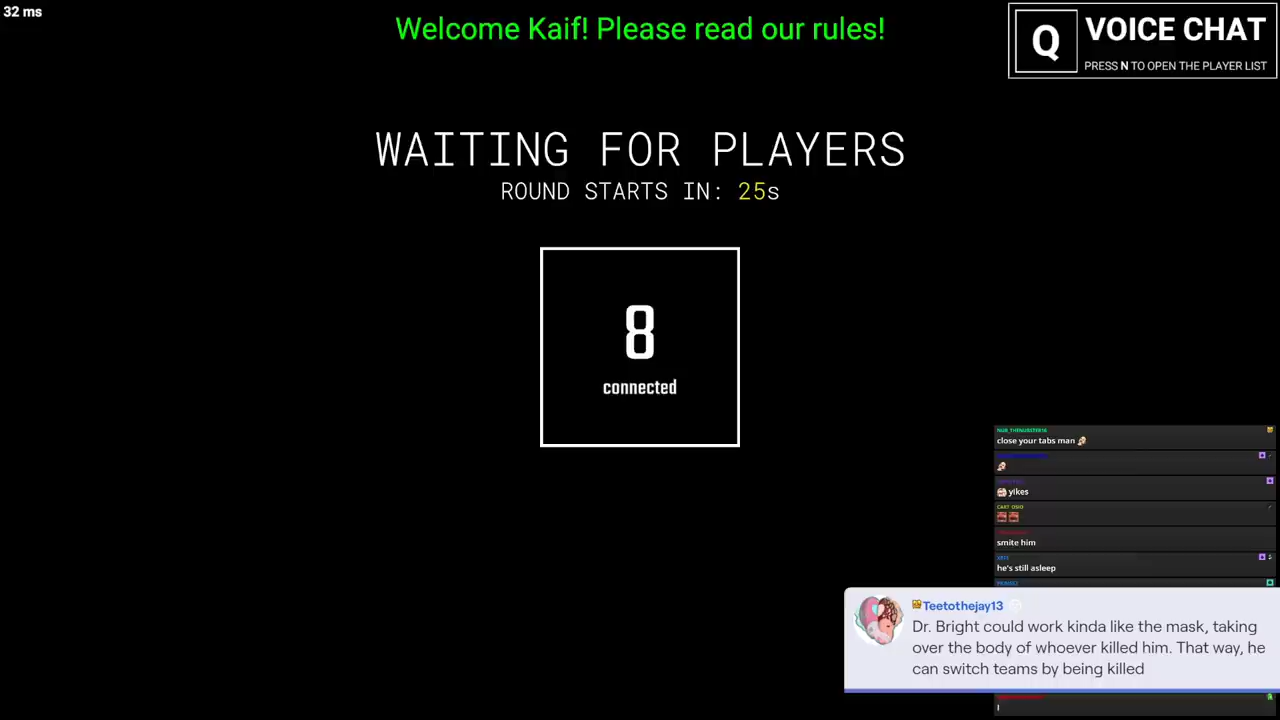 32 ms
Welcome Kaif! Please read our rules!
Q
VOICE CHAT
PRESS N TO OPEN THE PLAYER LIST
WAITING FOR PLAYERS
ROUND STARTS IN: 25s
8
connected
close your tabs man
yikes
CART_OSIO
smite him
he's still asleep
Teetothejay13
Dr. Bright could work kinda like the mask, taking
over the body of whoever killed him. That way, he
can switch teams by being killed
I